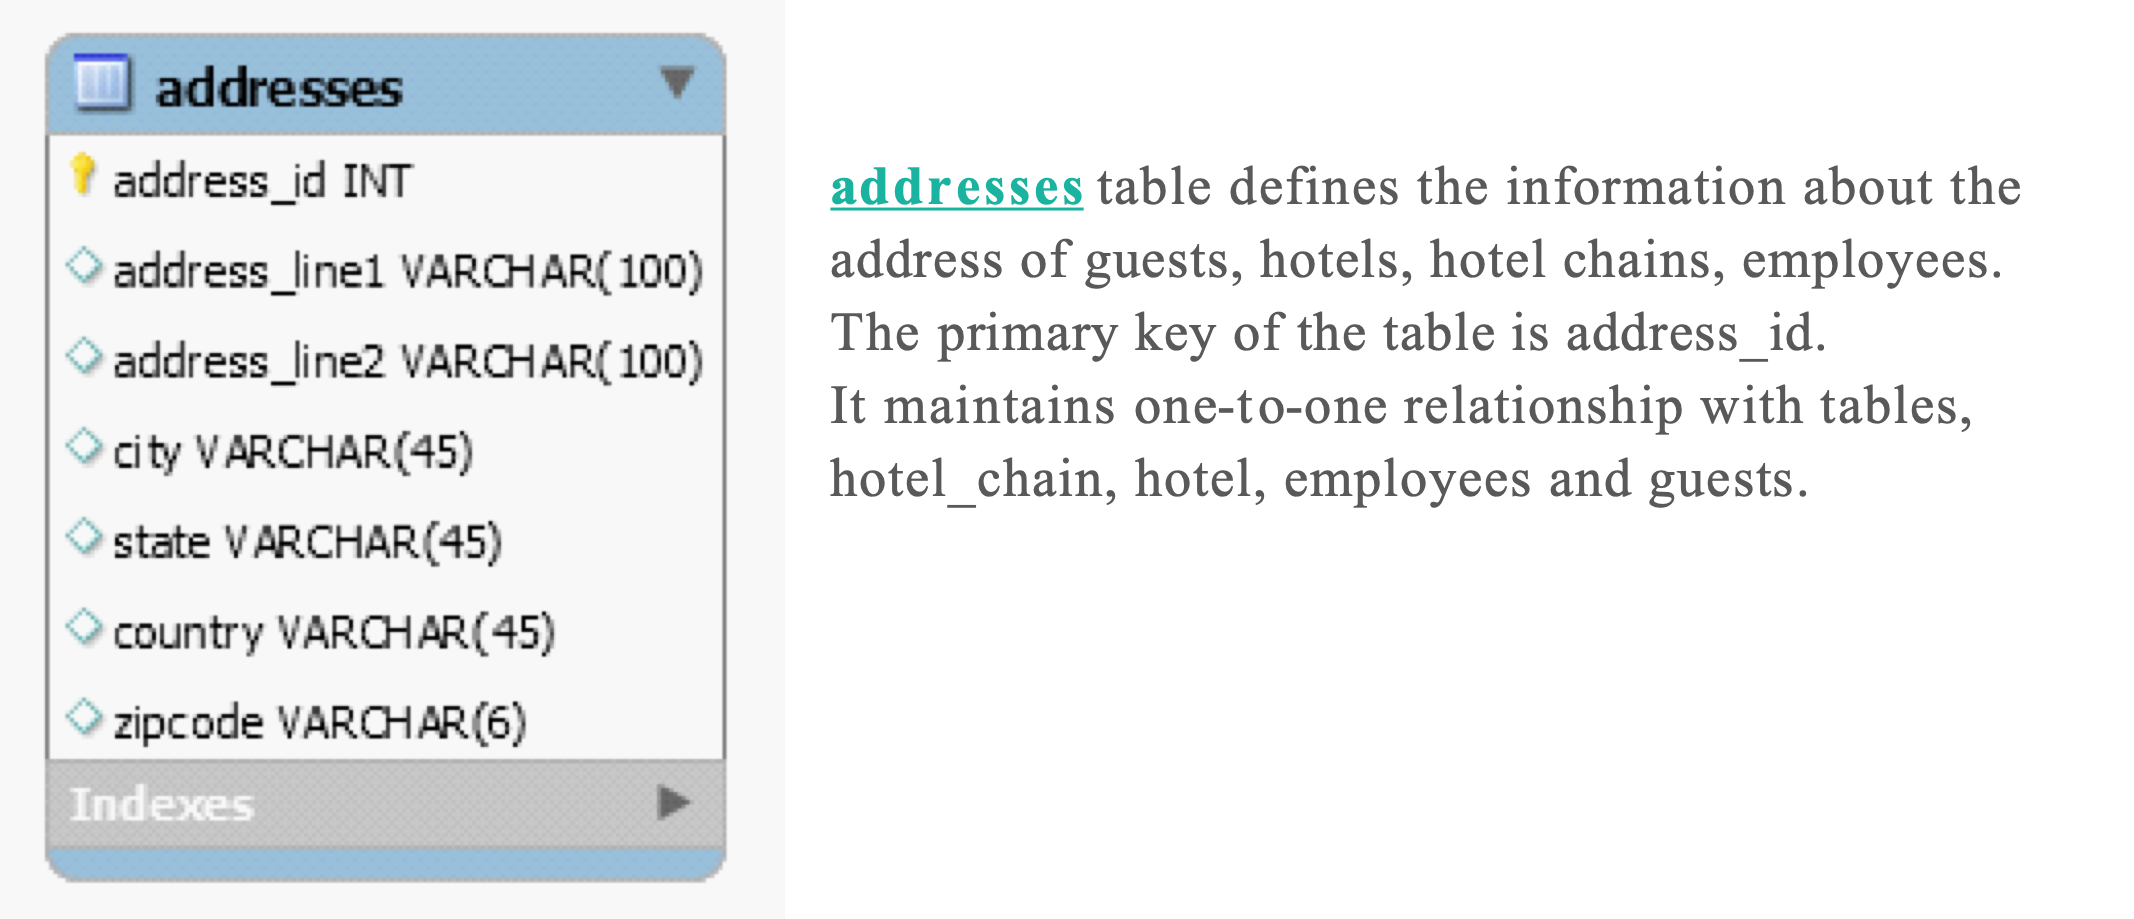 addresses
address_id INT
address_line1 VARCHAR(100)
address_line2 VARCHAR(100)
city VARCHAR(45)
state VARCHAR(45)
country VARCHAR(45)
zipcode VARCHAR(6)
Indexes
addresses table defines the information about the
address of guests, hotels, hotel chains, employees.
The primary key of the table is address_id.
It maintains one-to-one relationship with tables,
hotel_chain, hotel, employees and guests.